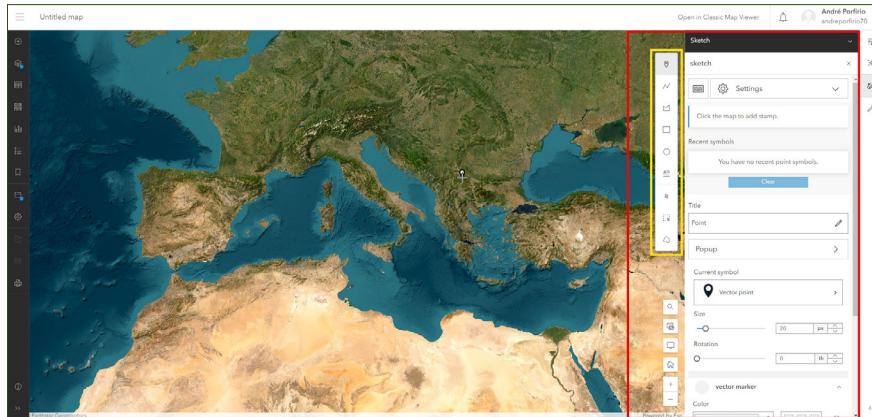 Untitled map
Open in Classic Map Viewer
André Porfírio
andreporfirio70
Sketch
sketch
Settings
Click the map to add stamp.
Recent symbols
You have no recent point symbols.
Clear
Title
Point
Popup
Current symbol
Vector point
Size
20 px
Rotation
0
vector marker
Color
Earthstar Geographics
Powered by Esri